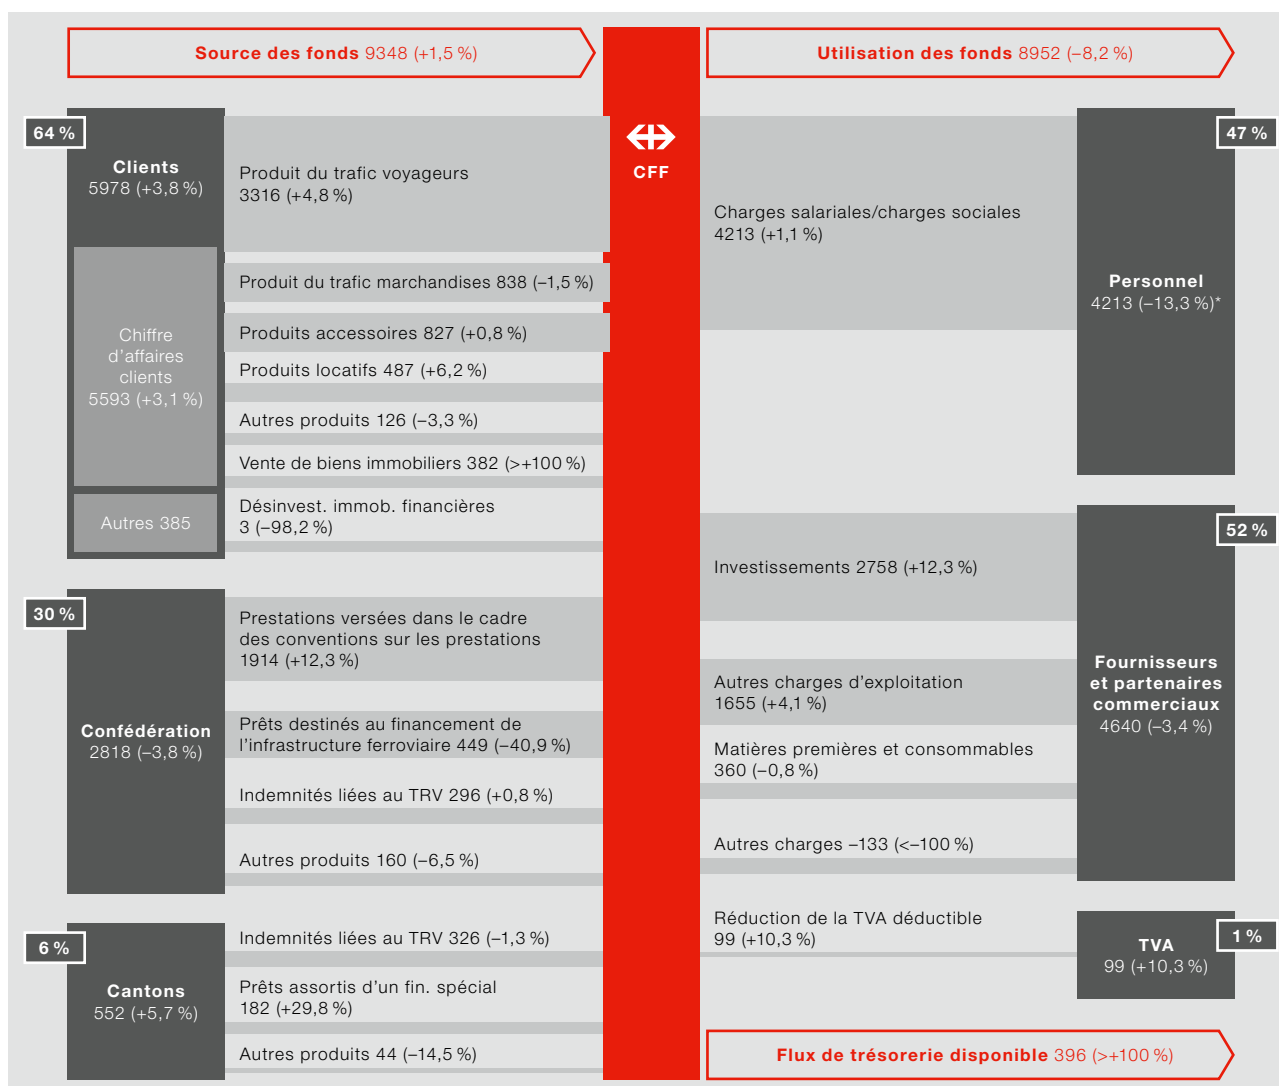 Source des fonds 9348 (+1,5 %)
64 %
Clients
5978 (+3,8 %)
Chiffre
d'affaires
clients
5593 (+3,1 %)
Autres 385
Produit du trafic voyageurs
3316 (+4,8 %)
Produit du trafic marchandises 838 (–1,5 %)
Produits accessoires 827 (+0,8 %)
Produits locatifs 487 (+6,2 %)
Autres produits 126 (–3,3 %)
Vente de biens immobiliers 382 (>+100 %)
Désinvest. immob. financières
3 (–98,2 %)
30 %
Confédération
2818 (–3,8 %)
Prestations versées dans le cadre
des conventions sur les prestations
1914 (+12,3 %)
Prêts destinés au financement de
l'infrastructure ferroviaire 449 (–40,9 %)
Indemnités liées au TRV 296 (+0,8 %)
Autres produits 160 (–6,5 %)
6 %
Cantons
552 (+5,7 %)
Indemnités liées au TRV 326 (–1,3 %)
Prêts assortis d'un fin. spécial
182 (+29,8 %)
Autres produits 44 (–14,5 %)
CFF
Utilisation des fonds 8952 (–8,2 %)
Charges salariales/charges sociales
4213 (+1,1 %)
47 %
Personnel
4213 (–13,3 %)*
Investissements 2758 (+12,3 %)
Autres charges d'exploitation
1655 (+4,1 %)
Matières premières et consommables
360 (–0,8 %)
Autres charges –133 (<–100 %)
52 %
Fournisseurs
et partenaires
commerciaux
4640 (–3,4 %)
Réduction de la TVA déductible
99 (+10,3 %)
1 %
TVA
99 (+10,3 %)
Flux de trésorerie disponible 396 (>+100 %)